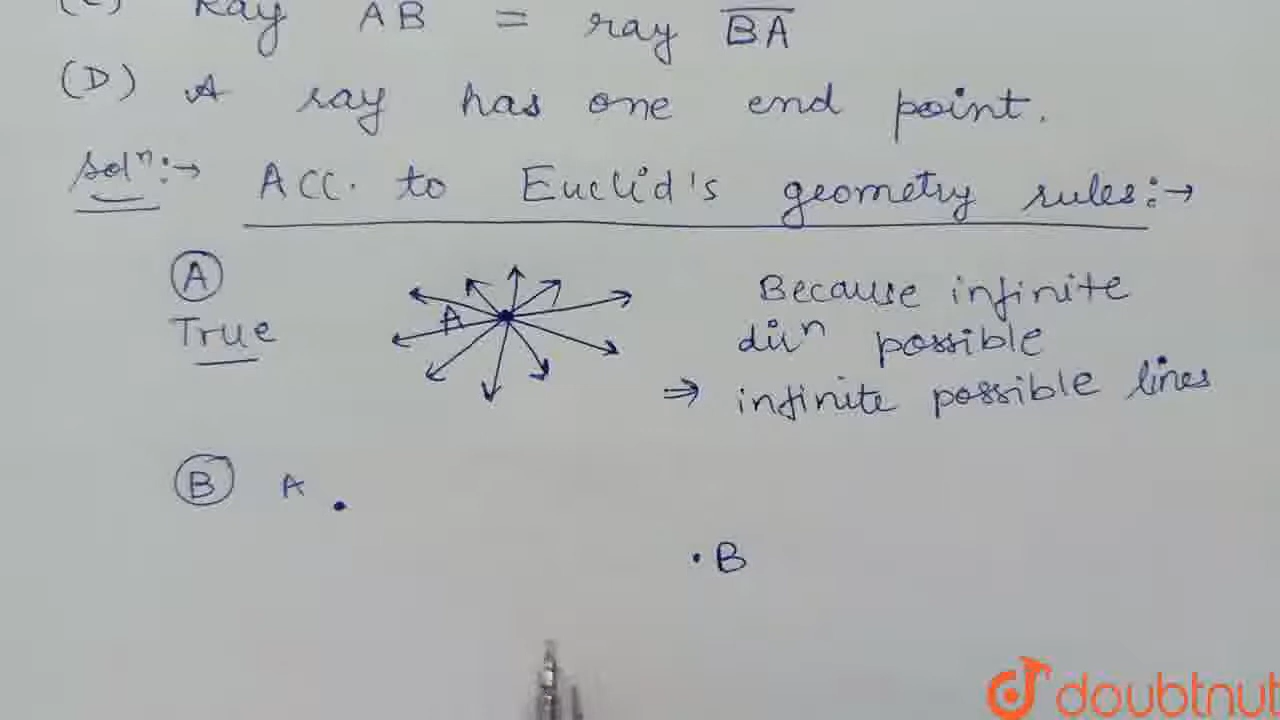 (C) Ray AB = ray BA
(D) A ray has one end point.
Solⁿ:→ ACC. to Euclid's geometry rules:→
A
True
A
Because infinite
dirⁿ possible
⇒ infinite possible lines
B A
B
doubtnut